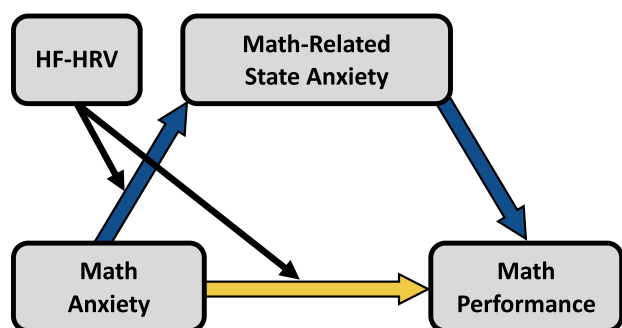 HF-HRV
Math-Related
State Anxiety
Math
Anxiety
Math
Performance